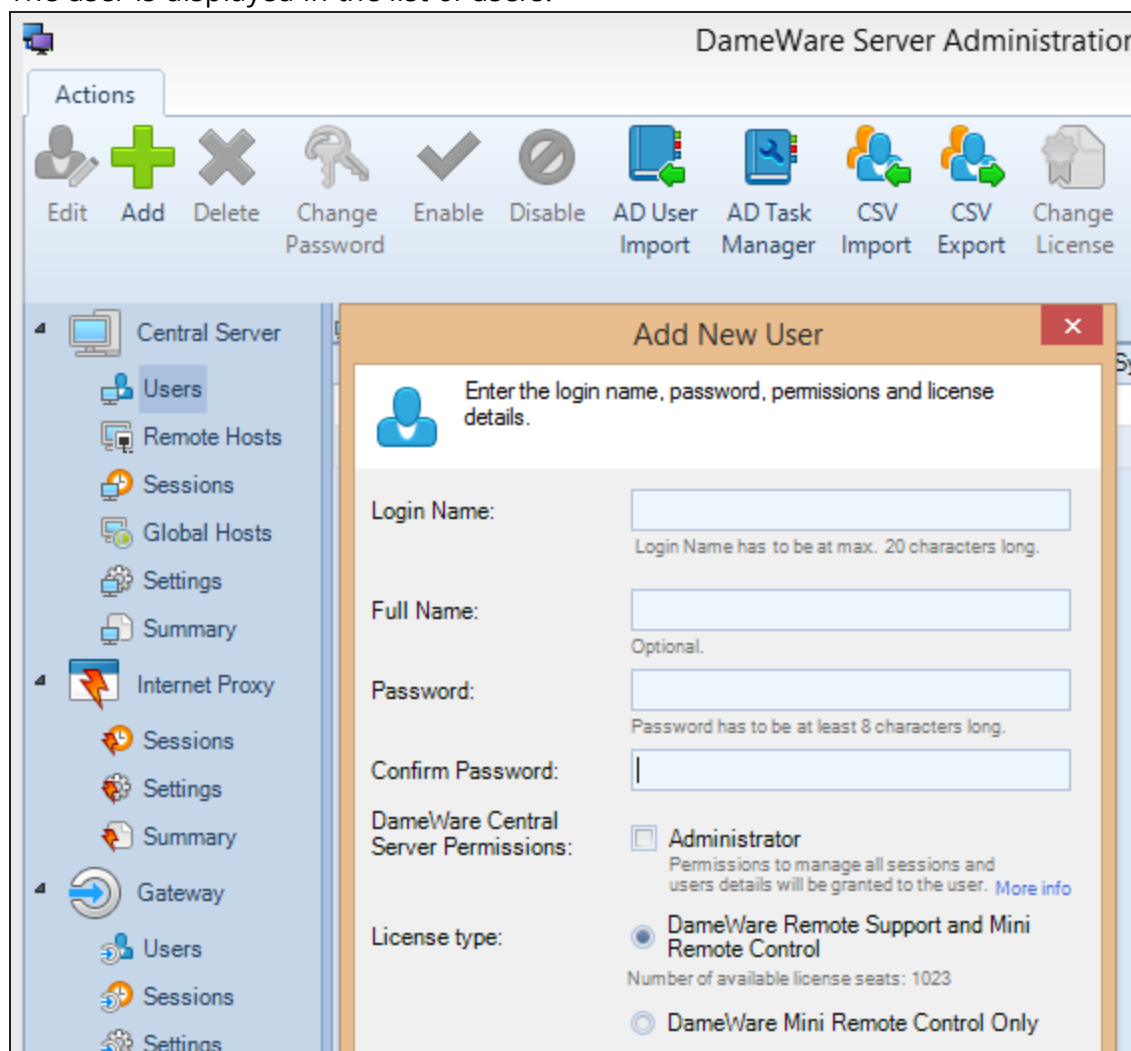 The user is displayed in the list of users.
DameWare Server Administration
Actions
Edit Add Delete Change Password Enable Disable AD User Import AD Task Manager CSV Import CSV Export Change License
Central Server
Users
Remote Hosts
Sessions
Global Hosts
Settings
Summary
Internet Proxy
Sessions
Settings
Summary
Gateway
Users
Sessions
Settings
Add New User
Enter the login name, password, permissions and license
details.
Login Name:
Login Name has to be at max. 20 characters long.
Full Name:
Optional.
Password:
Password has to be at least 8 characters long.
Confirm Password:
DameWare Central
Server Permissions:
Administrator
Permissions to manage all sessions and
users details will be granted to the user. More info
License type:
DameWare Remote Support and Mini
Remote Control
Number of available license seats: 1023
DameWare Mini Remote Control Only